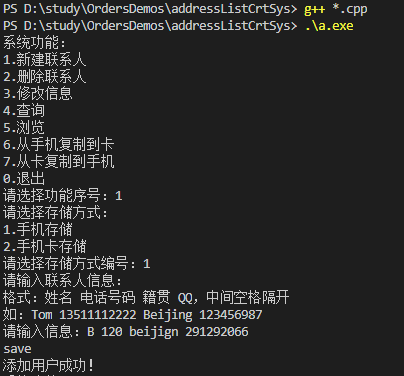 PS D:\study\OrdersDemos\addressListCrtSys> g++ *.cpp
PS D:\study\OrdersDemos\addressListCrtSys> .\a.exe
系统功能：
1.新建联系人
2.删除联系人
3.修改信息
4.查询
5.浏览
6.从手机复制到卡
7.从卡复制到手机
0.退出
请选择功能序号：1
请选择存储方式：
1.手机存储
2.手机卡存储
请选择存储方式编号：1
请输入联系人信息：
格式：姓名 电话号码 籍贯 QQ，中间空格隔开
如：Tom 13511112222 Beijing 123456987
请输入信息：B 120 beijign 291292066
save
添加用户成功！